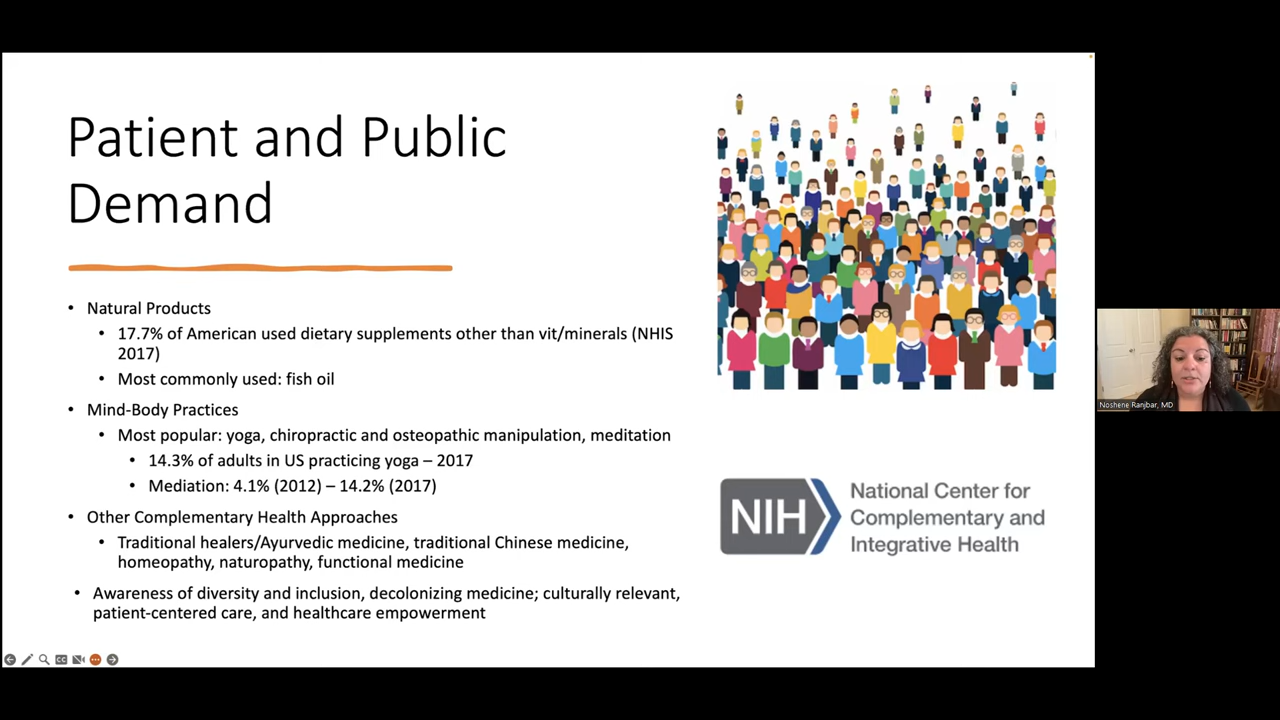 Patient and Public
Demand
• Natural Products
• 17.7% of American used dietary supplements other than vit/minerals (NHIS
2017)
• Most commonly used: fish oil
• Mind-Body Practices
• Most popular: yoga, chiropractic and osteopathic manipulation, meditation
• 14.3% of adults in US practicing yoga – 2017
• Mediation: 4.1% (2012) – 14.2% (2017)
• Other Complementary Health Approaches
• Traditional healers/Ayurvedic medicine, traditional Chinese medicine,
homeopathy, naturopathy, functional medicine
• Awareness of diversity and inclusion, decolonizing medicine; culturally relevant,
patient-centered care, and healthcare empowerment
NIH
National Center for
Complementary and
Integrative Health
Noshene Ranjbar, MD
CC